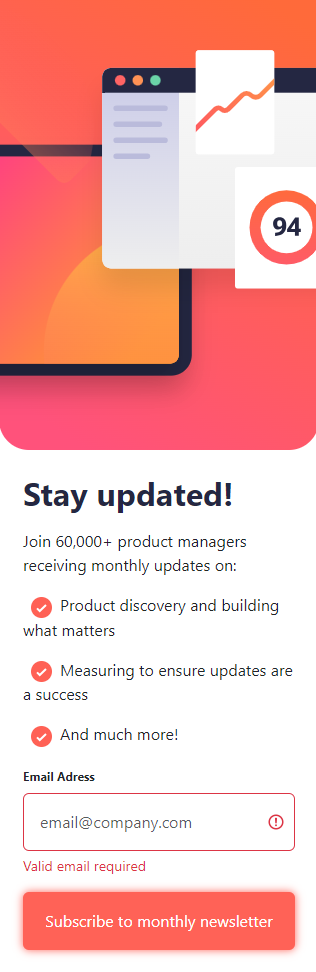 94
Stay updated!
Join 60,000+ product managers
receiving monthly updates on:
Product discovery and building
what matters
Measuring to ensure updates are
a success
And much more!
Email Adress
email@company.com
Valid email required
Subscribe to monthly newsletter